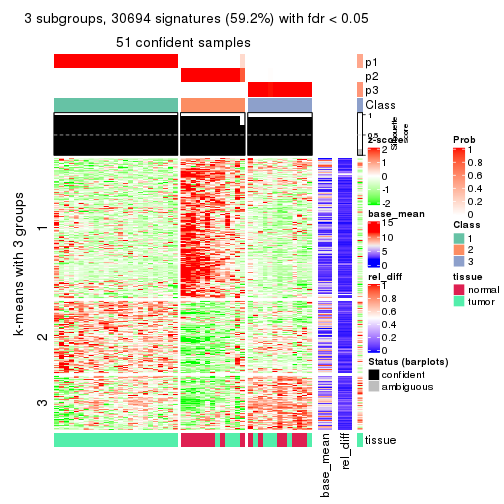 3 subgroups, 30694 signatures (59.2%) with fdr < 0.05
51 confident samples
p1
p2
p3
Class
1
0.5
Silhouette
score
k-means with 3 groups
1
2
3
z-score
2
1
0
-1
-2
base_mean
15
10
5
0
rel_diff
1
0.8
0.6
0.4
0.2
0
Status (barplots)
confident
ambiguous
Prob
1
0.8
0.6
0.4
0.2
0
Class
1
2
3
tissue
normal
tumor
tissue
base_mean
rel_diff